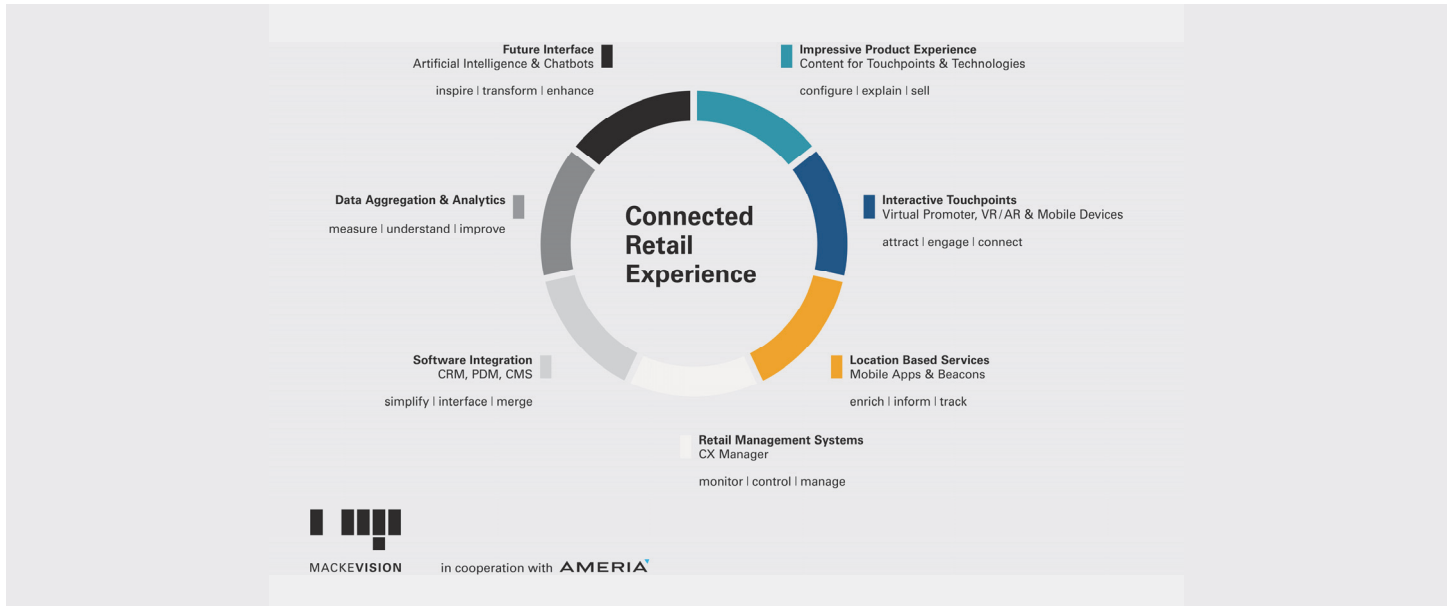 Future Interface
Artificial Intelligence & Chatbots
inspire | transform | enhance
Impressive Product Experience
Content for Touchpoints & Technologies
configure | explain | sell
Data Aggregation & Analytics
measure | understand | improve
Connected
Retail
Experience
Interactive Touchpoints
Virtual Promoter, VR/AR & Mobile Devices
attract | engage | connect
Software Integration
CRM, PDM, CMS
simplify | interface | merge
Location Based Services
Mobile Apps & Beacons
enrich | inform | track
Retail Management Systems
CX Manager
monitor | control | manage
MACKEVISION
in cooperation with AMERIA